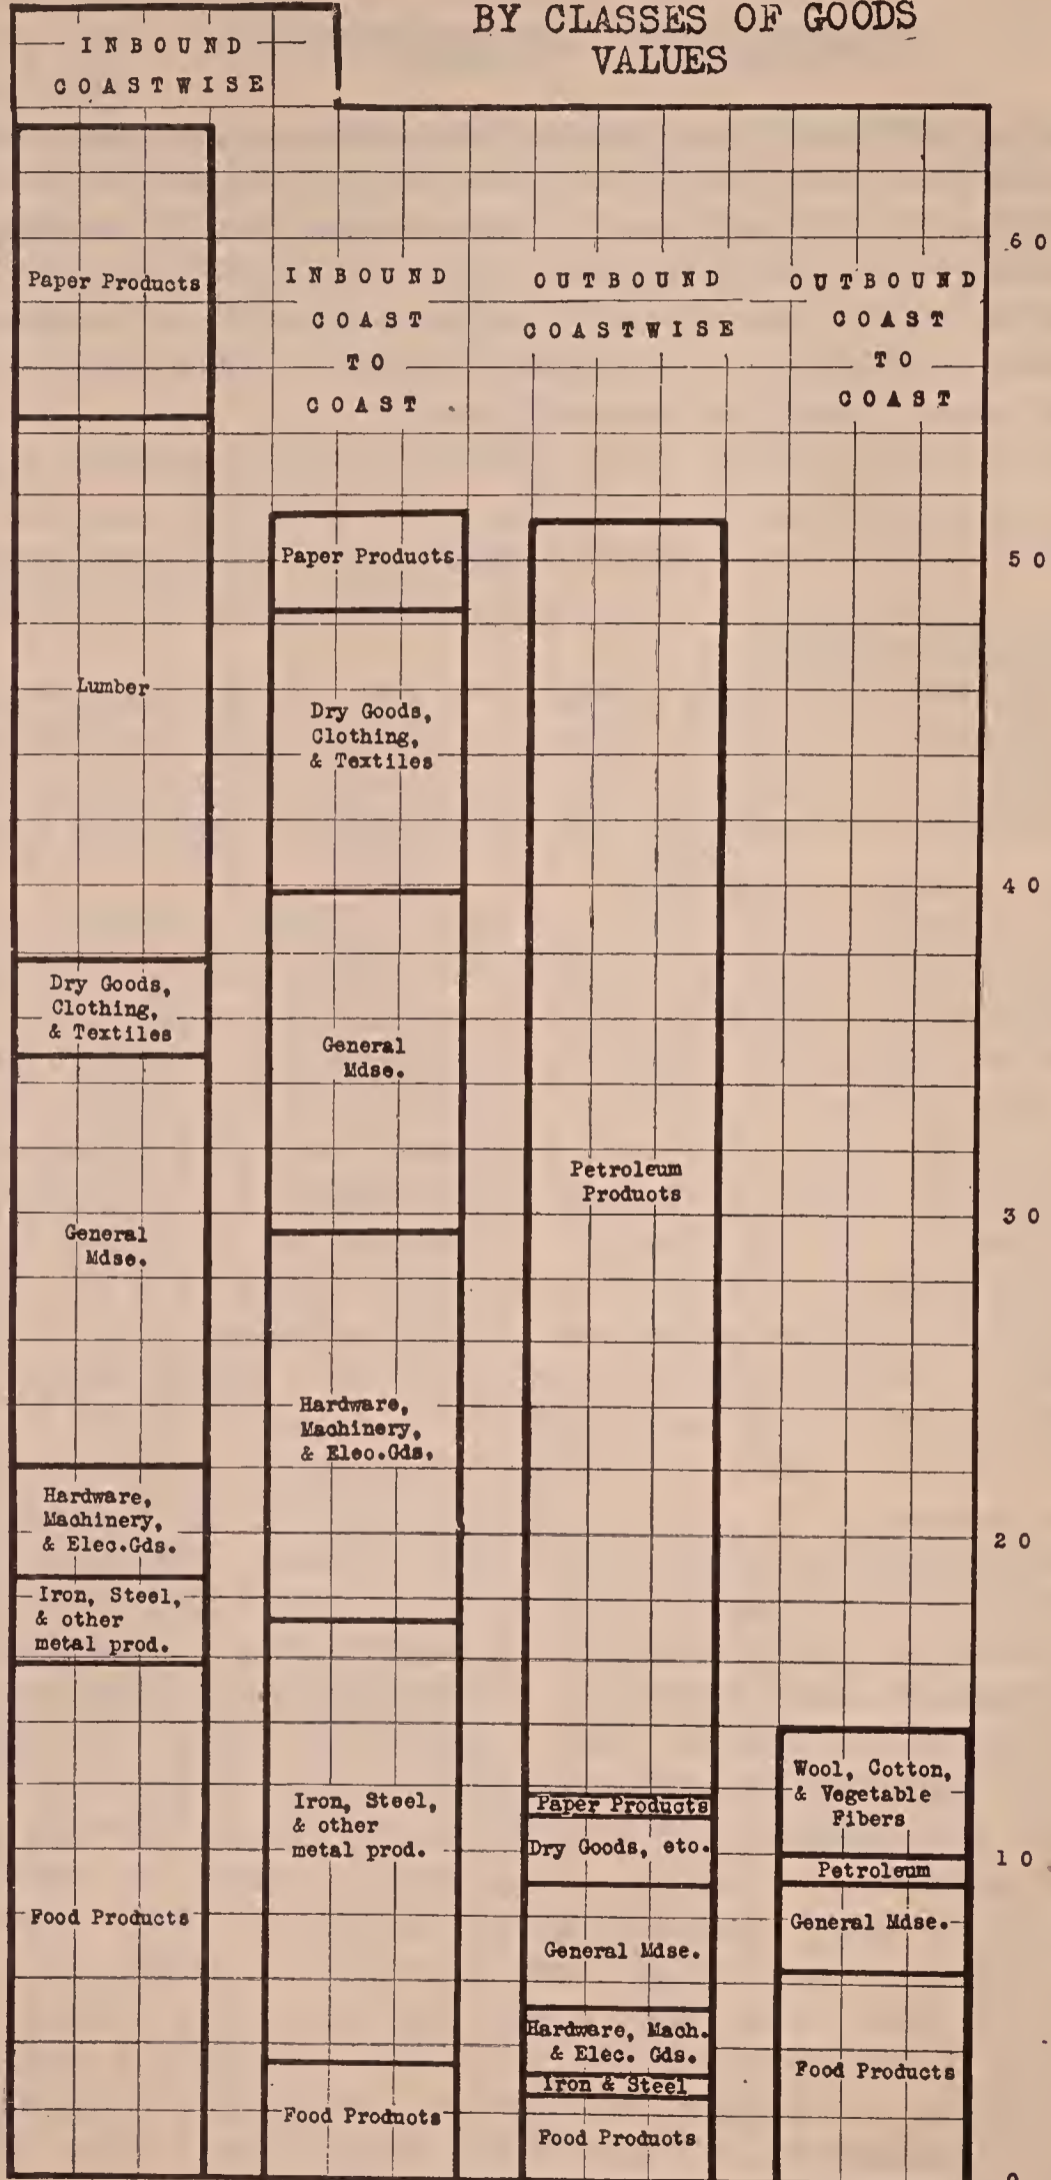 BY CLASSES OF GOODS
VALUES
INBOUND
COASTWISE
Paper Products
Lumber
Dry Goods,
Clothing,
& Textiles
General
Mdse.
Hardware,
Machinery,
& Elec.Gds.
Iron, Steel,
& other
metal prod.
Food Products
INBOUND
COAST
TO
COAST
Paper Products
Dry Goods,
Clothing,
& Textiles
General
Mdse.
Hardware,
Machinery,
& Elec.Gds.
Iron, Steel,
& other
metal prod.
Food Products
OUTBOUND
COASTWISE
Petroleum
Products
Paper Products
Dry Goods, etc.
General Mdse.
Hardware, Mach.
& Elec. Gds.
Iron & Steel
Food Products
OUTBOUND
COAST
TO
COAST
Wool, Cotton,
& Vegetable
Fibers
Petroleum
General Mdse.
Food Products
60
50
40
30
20
10
0